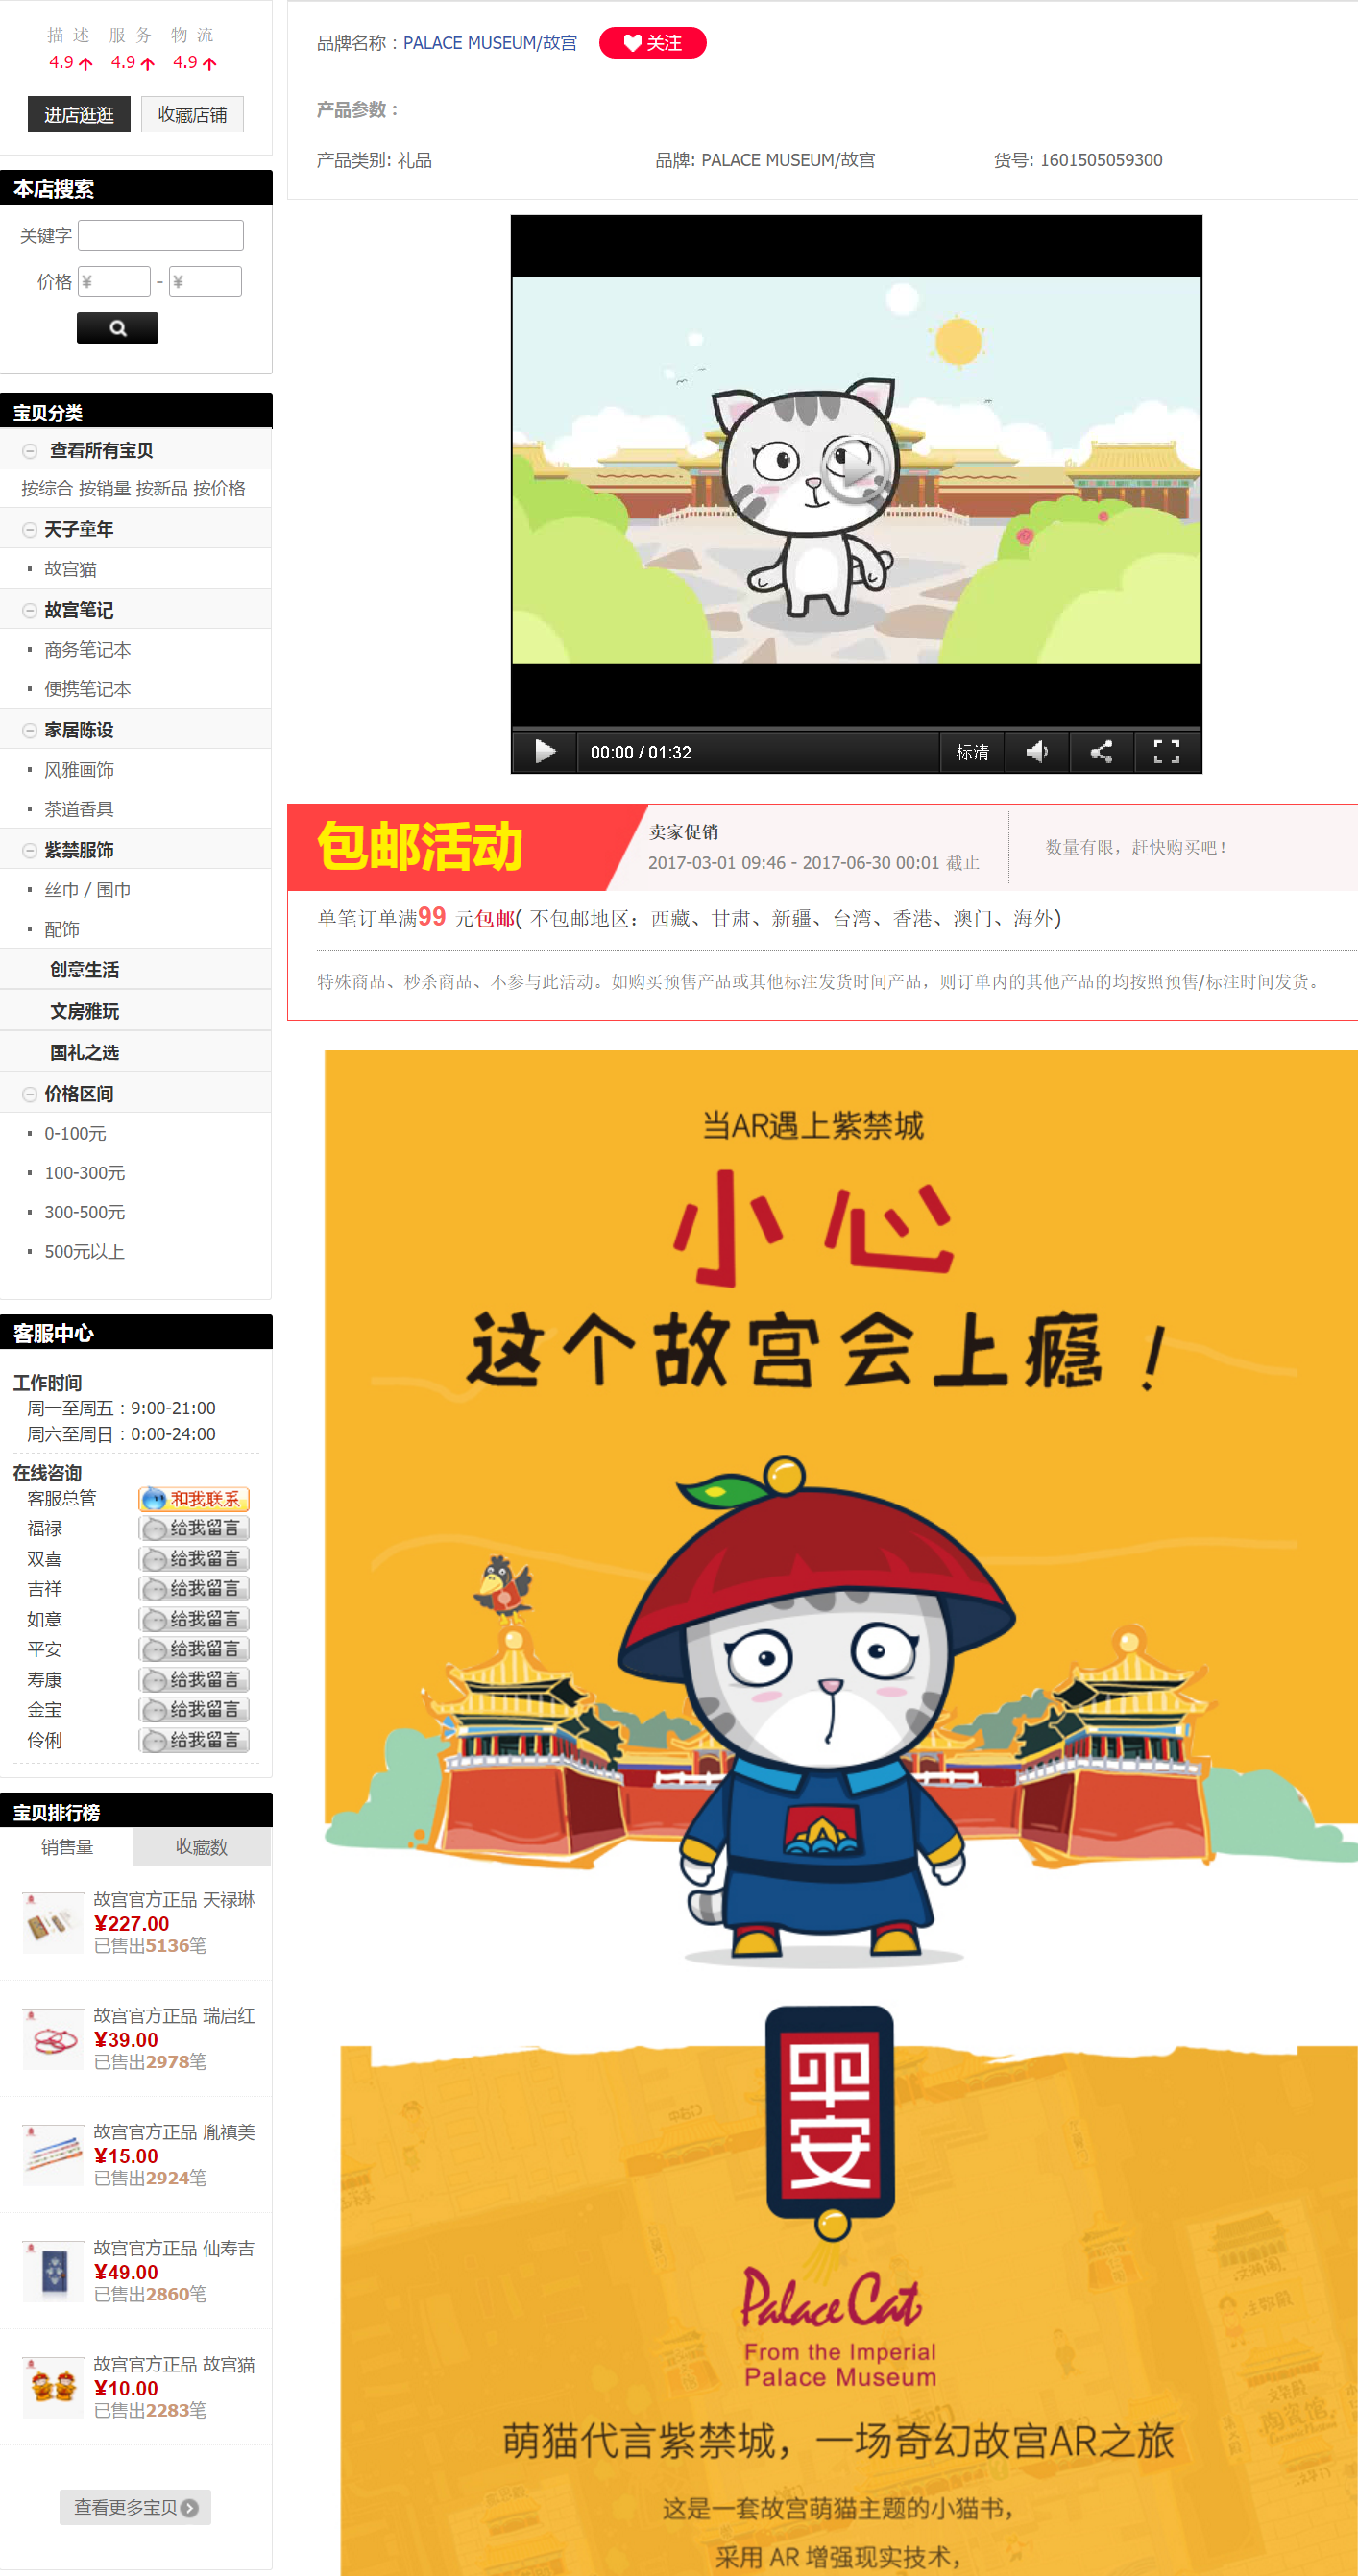 描述 服务 物流
4.9 4.9 4.9
进店逛逛 收藏店铺
本店搜索
关键字
价格 ¥ - ¥
宝贝分类
查看所有宝贝
按综合 按销量 按新品 按价格
天子童年
故宫猫
故宫笔记
商务笔记本
便携笔记本
家居陈设
风雅画饰
茶道香具
紫禁服饰
丝巾 / 围巾
配饰
创意生活
文房雅玩
国礼之选
价格区间
0-100元
100-300元
300-500元
500元以上
客服中心
工作时间
周一至周五：9:00-21:00
周六至周日：0:00-24:00
在线咨询
客服总管 和我联系
福禄 给我留言
双喜 给我留言
吉祥 给我留言
如意 给我留言
平安 给我留言
寿康 给我留言
金宝 给我留言
伶俐 给我留言
宝贝排行榜
销售量 收藏数
故宫官方正品 天禄琳
¥227.00
已售出5136笔
故宫官方正品 瑞启红
¥39.00
已售出2978笔
故宫官方正品 胤禛美
¥15.00
已售出2924笔
故宫官方正品 仙寿吉
¥49.00
已售出2860笔
故宫官方正品 故宫猫
¥10.00
已售出2283笔
查看更多宝贝
品牌名称：PALACE MUSEUM/故宫 关注
产品参数：
产品类别: 礼品 品牌: PALACE MUSEUM/故宫 货号: 1601505059300
00:00 / 01:32 标清
包邮活动
卖家促销
2017-03-01 09:46 - 2017-06-30 00:01 截止
数量有限，赶快购买吧！
单笔订单满99 元包邮( 不包邮地区：西藏、甘肃、新疆、台湾、香港、澳门、海外)
特殊商品、秒杀商品、不参与此活动。如购买预售产品或其他标注发货时间产品，则订单内的其他产品的均按照预售/标注时间发货。
当AR遇上紫禁城
小心
这个故宫会上瘾！
平安
Palace Cat
From the Imperial
Palace Museum
萌猫代言紫禁城，一场奇幻故宫AR之旅
这是一套故宫萌猫主题的小猫书，
采用 AR 增强现实技术，